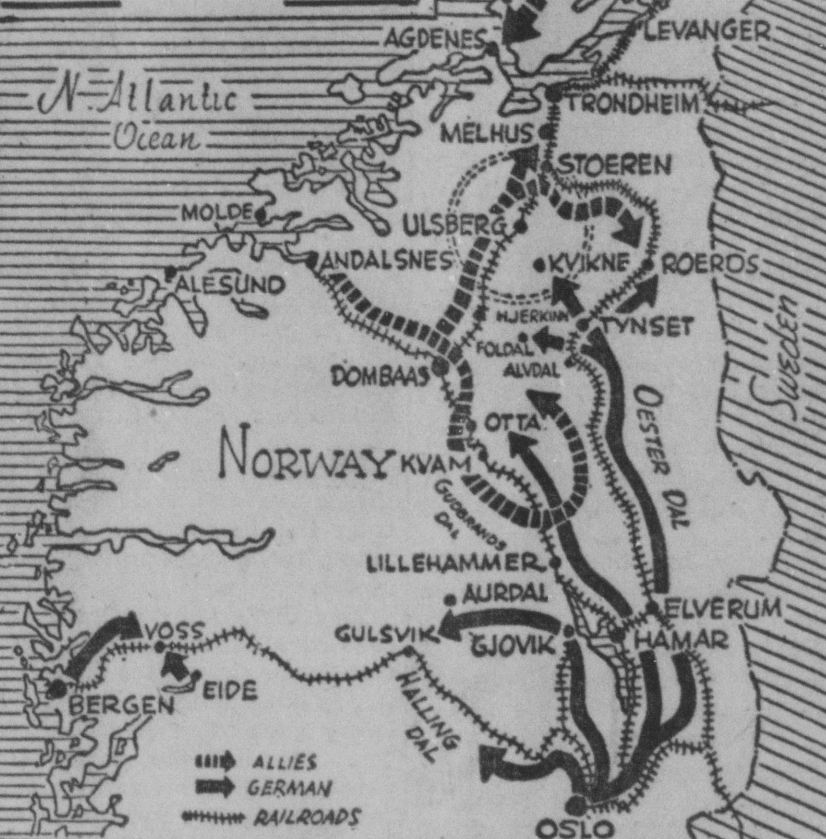 AGDENES
LEVANGER
N. Atlantic
Ocean
TRONDHEIM
MELHUS
STOEREN
MOLDE
ULSBERG
ANDALSNES
KVIKNE
ROEROS
ALESUND
HJERKINN
TYNSET
FOLDAL
DOMBAAS
ALVDAL
SWEDEN
OESTER DAL
OTTA
NORWAY
KVAM
GUDBRANDS
DAL
LILLEHAMMER
AURDAL
ELVERUM
VOSS
GULSVIK
GJOVIK
HAMAR
EIDE
BERGEN
HALLING
DAL
ALLIES
GERMAN
RAILROADS
OSLO